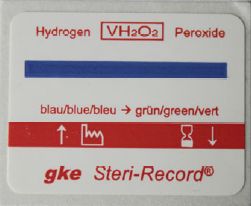 Hydrogen VH2O2 Peroxide
blau/blue/bleu → grün/green/vert
gke Steri-Record®